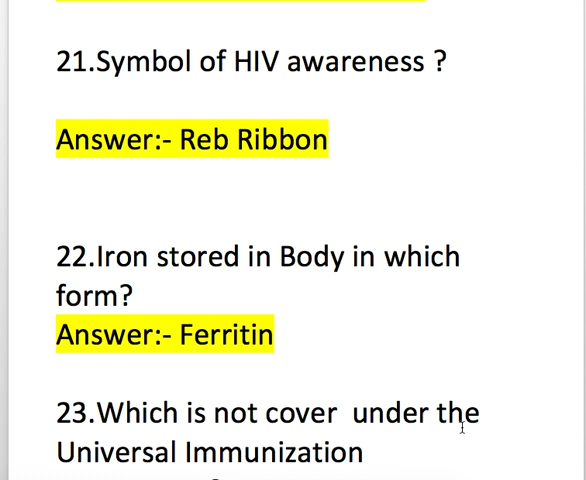 21.Symbol of HIV awareness ?
Answer:- Reb Ribbon
22.Iron stored in Body in which
form?
Answer:- Ferritin
23.Which is not cover  under the
Universal Immunization